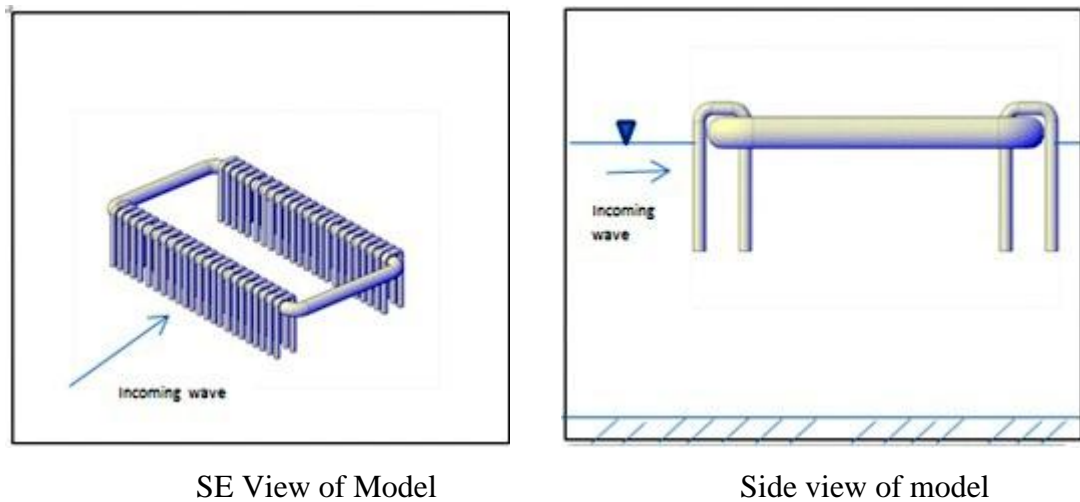 Incoming wave
SE View of Model
Incoming
wave
Side view of model